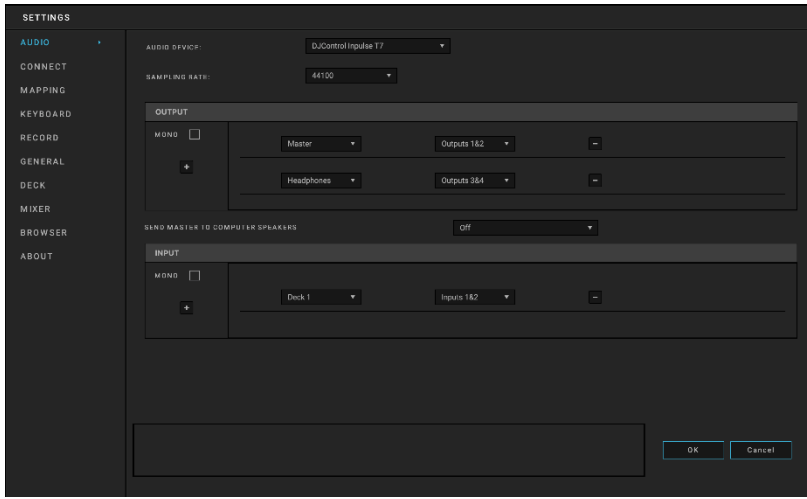 SETTINGS
AUDIO
CONNECT
MAPPING
KEYBOARD
RECORD
GENERAL
DECK
MIXER
BROWSER
ABOUT
AUDIO DEVICE: DJControl Inpulse T7
SAMPLING RATE: 44100
OUTPUT
MONO
+
Master Outputs 1&2 −
Headphones Outputs 3&4 −
SEND MASTER TO COMPUTER SPEAKERS Off
INPUT
MONO
+
Deck 1 Inputs 1&2 −
OK Cancel